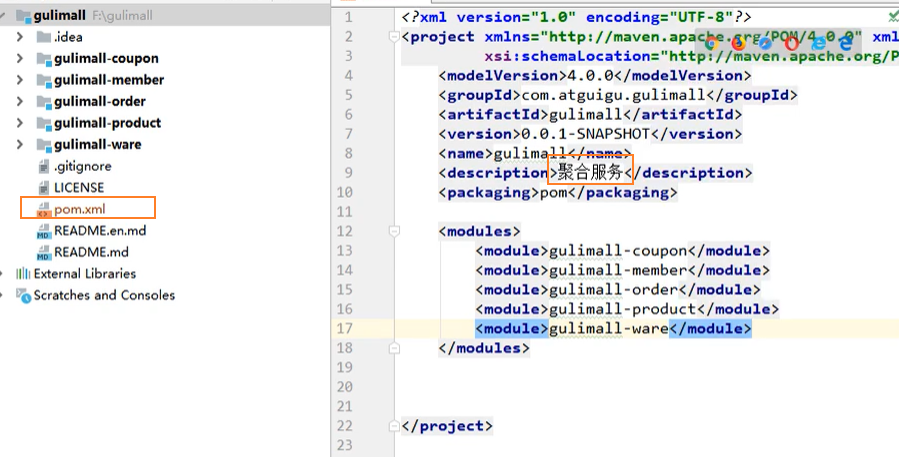 gulimall F:\gulimall
.idea
gulimall-coupon
gulimall-member
gulimall-order
gulimall-product
gulimall-ware
.gitignore
LICENSE
pom.xml
README.en.md
README.md
External Libraries
Scratches and Consoles
1 <?xml version="1.0" encoding="UTF-8"?>
2 <project xmlns="http://maven.apache.org/POM/4.0.0" xml
3 xsi:schemaLocation="http://maven.apache.org/P
4 <modelVersion>4.0.0</modelVersion>
5 <groupId>com.atguigu.gulimall</groupId>
6 <artifactId>gulimall</artifactId>
7 <version>0.0.1-SNAPSHOT</version>
8 <name>gulimall</name>
9 <description>聚合服务</description>
10 <packaging>pom</packaging>
11
12 <modules>
13 <module>gulimall-coupon</module>
14 <module>gulimall-member</module>
15 <module>gulimall-order</module>
16 <module>gulimall-product</module>
17 <module>gulimall-ware</module>
18 </modules>
19
20
21
22 </project>
23